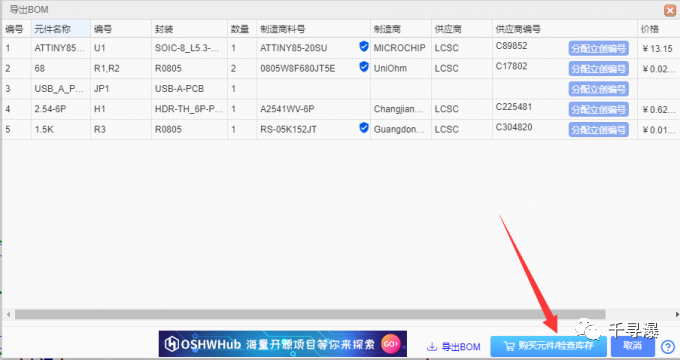 导出BOM
编号 元件名称 编号 封装 数量 制造商料号 制造商 供应商 供应商编号 价格
1 ATTINY85... U1 SOIC-8_L5.3-... 1 ATTINY85-20SU MICROCHIP LCSC C89852 分配立创编号 ¥13.15
2 68 R1,R2 R0805 2 0805W8F680JT5E UniOhm LCSC C17802 分配立创编号 ¥0.02...
3 USB_A_P... JP1 USB-A-PCB 1 分配立创编号
4 2.54-6P H1 HDR-TH_6P-P... 1 A2541WV-6P Changjian... LCSC C225481 分配立创编号 ¥0.62...
5 1.5K R3 R0805 1 RS-05K152JT Guangdon... LCSC C304820 分配立创编号 ¥0.01...
千寻瀑
OSHWHub 海量开源项目等你来探索 GO 导出BOM 购买元件/检查库存 取消 ?